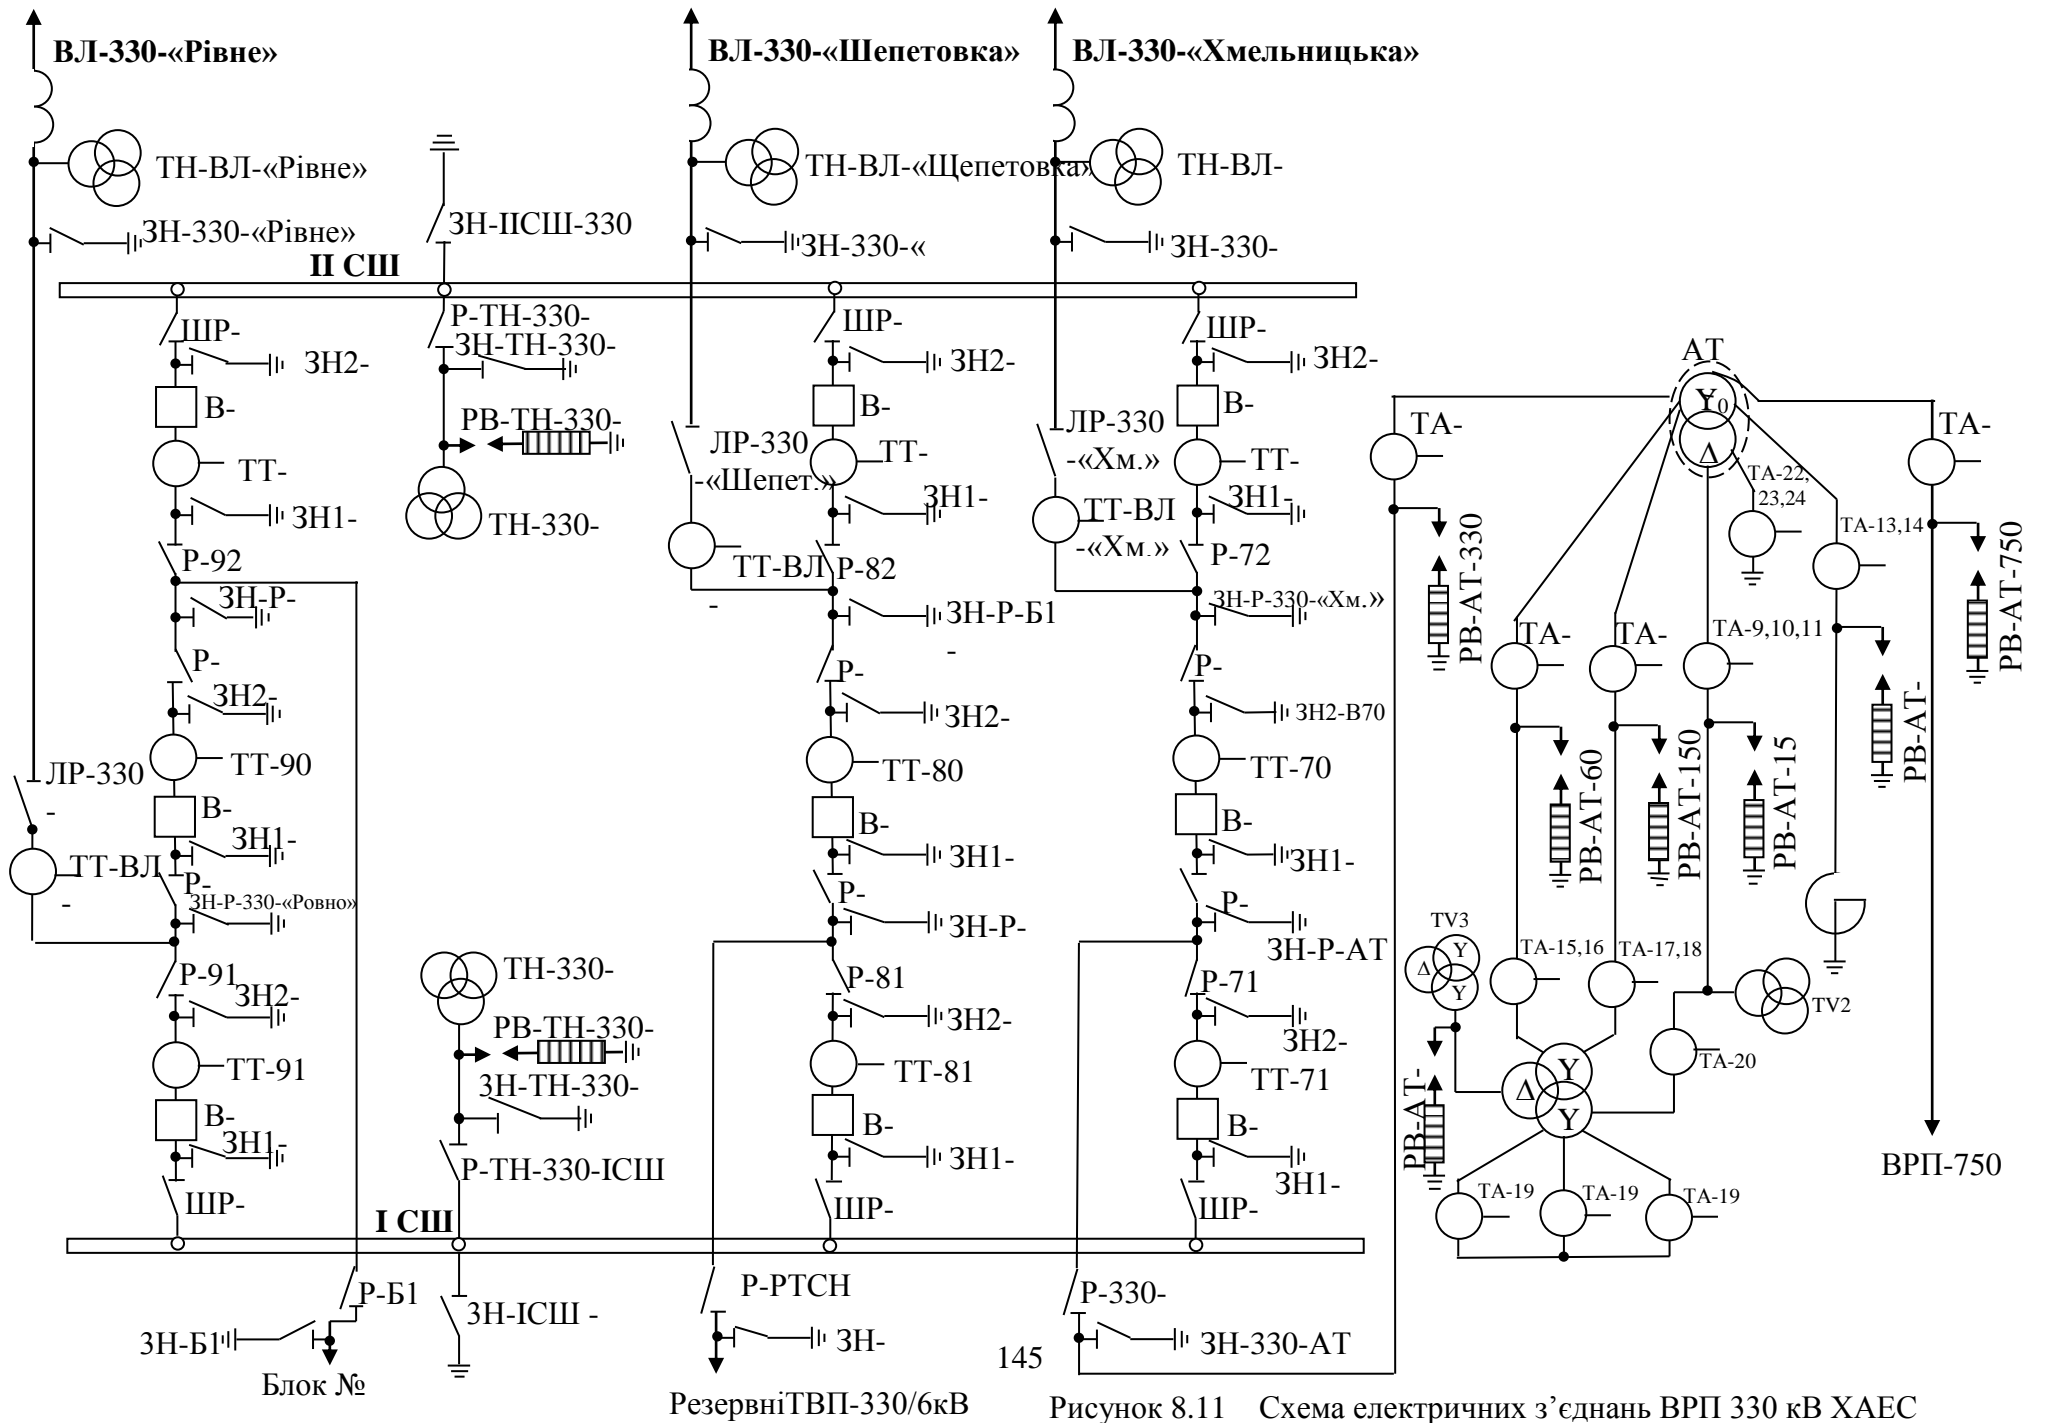 ВЛ-330-«Рівне»
ВЛ-330-«Шепетовка»
ВЛ-330-«Хмельницька»
ТН-ВЛ-«Рівне»
ТН-ВЛ-«Щепетовка»
ТН-ВЛ-
ЗН-330-«Рівне»
ЗН-ІІСШ-330
ЗН-330-«
ЗН-330-
ІІ СШ
ШР-
Р-ТН-330-
ШР-
ШР-
ЗН2-
ЗН-ТН-330-
ЗН2-
ЗН2-
АТ
В-
РВ-ТН-330-
В-
В-
Y0
Δ
ТА-
ТА-
ЛР-330
-«Шепет.»
ЛР-330
-«Хм.»
ТТ-
ТТ-
ТТ-
ТА-22,
23,24
ЗН1-
ТН-330-
ЗН1-
ЗН1-
ТТ-ВЛ
-«Хм.»
ТА-13,14
РВ-АТ-330
РВ-АТ-750
Р-92
ТТ-ВЛ
-
Р-82
Р-72
ЗН-Р-
ЗН-Р-Б1
-
ЗН-Р-330-«Хм.»
ТА-
ТА-
ТА-9,10,11
Р-
Р-
Р-
ЗН2-
ЗН2-
ЗН2-В70
РВ-АТ-
ТТ-90
ТТ-80
ТТ-70
РВ-АТ-60
РВ-АТ-150
РВ-АТ-15
ЛР-330
-
В-
В-
В-
ЗН1-
ЗН1-
ЗН1-
ТТ-ВЛ
-
Р-
Р-
Р-
ЗН-Р-330-«Ровно»
ЗН-Р-
ЗН-Р-АТ
TV3
Y
Δ
Y
ТА-15,16
ТА-17,18
TV2
Р-91
ТН-330-
Р-81
Р-71
ЗН2-
РВ-ТН-330-
ЗН2-
ЗН2-
ТТ-91
ЗН-ТН-330-
ТТ-81
ТТ-71
ТА-20
Y
Δ
Y
РВ-АТ-
В-
В-
В-
ЗН1-
Р-ТН-330-ІСШ
ЗН1-
ЗН1-
ВРП-750
ШР-
ШР-
ШР-
ТА-19
ТА-19
ТА-19
І СШ
Р-Б1
ЗН-ІСШ -
Р-РТСН
Р-330-
ЗН-Б1
ЗН-
ЗН-330-АТ
145
Блок №
РезервніТВП-330/6кВ
Рисунок 8.11 Схема електричних з’єднань ВРП 330 кВ ХАЕС